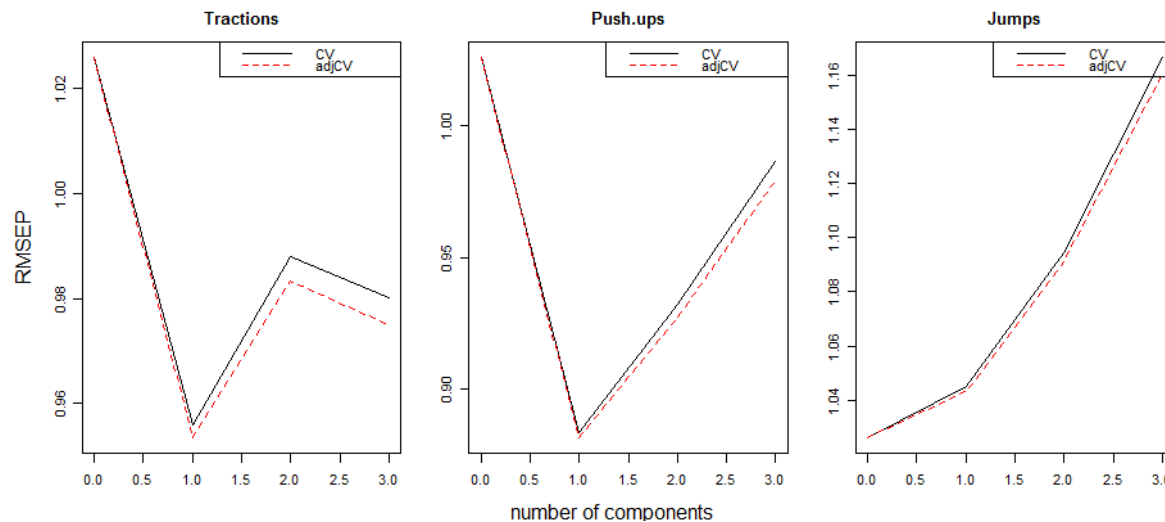 Tractions
Push.ups
Jumps
CV
adjCV
CV
adjCV
CV
adjCV
RMSEP
1.02
1.00
0.98
0.96
1.00
0.95
0.90
1.16
1.14
1.12
1.10
1.08
1.06
1.04
0.0 0.5 1.0 1.5 2.0 2.5 3.0
0.0 0.5 1.0 1.5 2.0 2.5 3.0
0.0 0.5 1.0 1.5 2.0 2.5 3.0
number of components